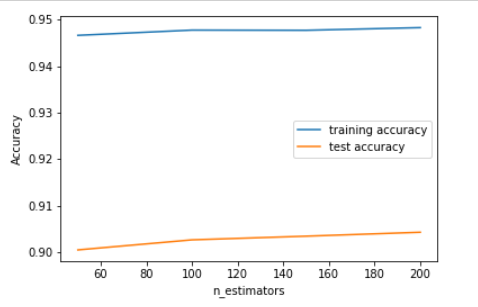 0.95
0.94
0.93
0.92
0.91
0.90
Accuracy
training accuracy
test accuracy
60 80 100 120 140 160 180 200
n_estimators